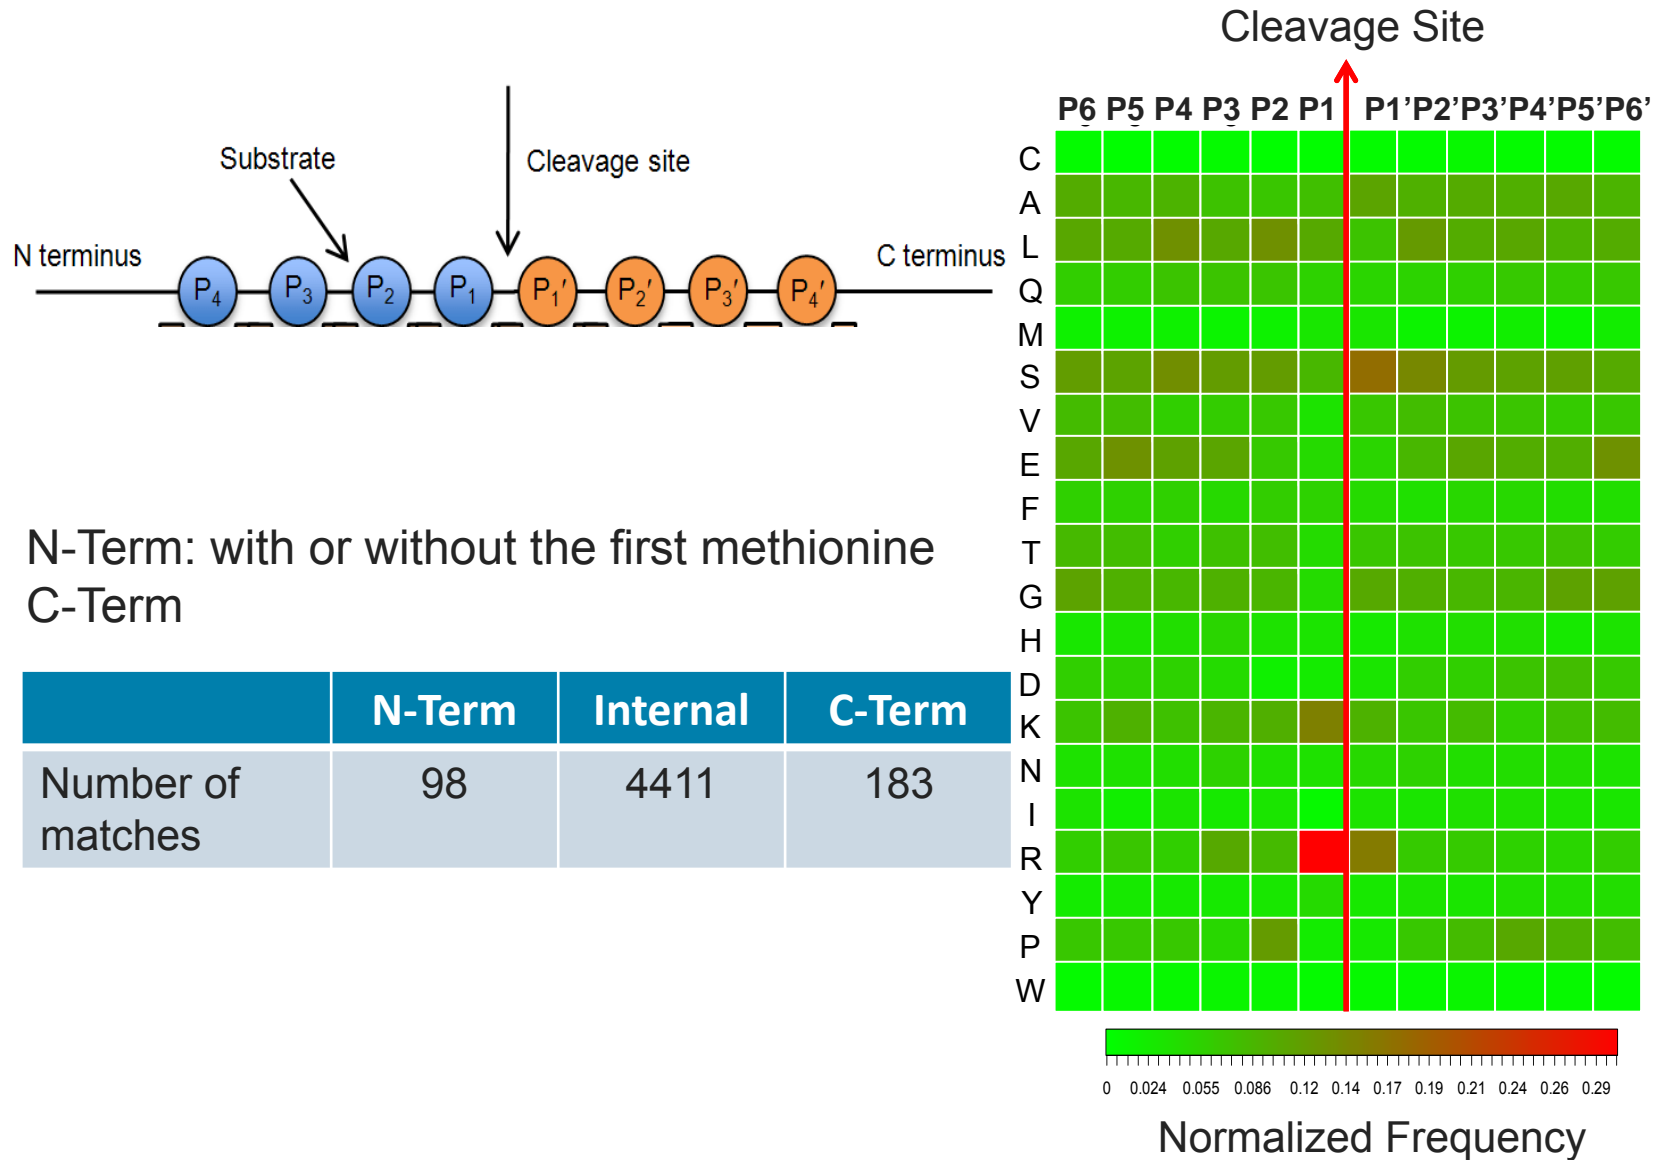 Cleavage Site
P6 P5 P4 P3 P2 P1 P1’ P2’ P3’ P4’ P5’ P6’
Substrate
Cleavage site
N terminus
C terminus
P4 P3 P2 P1 P1′ P2′ P3′ P4′
C
A
L
Q
M
S
V
E
F
T
G
H
D
K
N
I
R
Y
P
W
N-Term: with or without the first methionine
C-Term
N-Term Internal C-Term
Number of matches 98 4411 183
0 0.024 0.055 0.086 0.12 0.14 0.17 0.19 0.21 0.24 0.26 0.29
Normalized Frequency